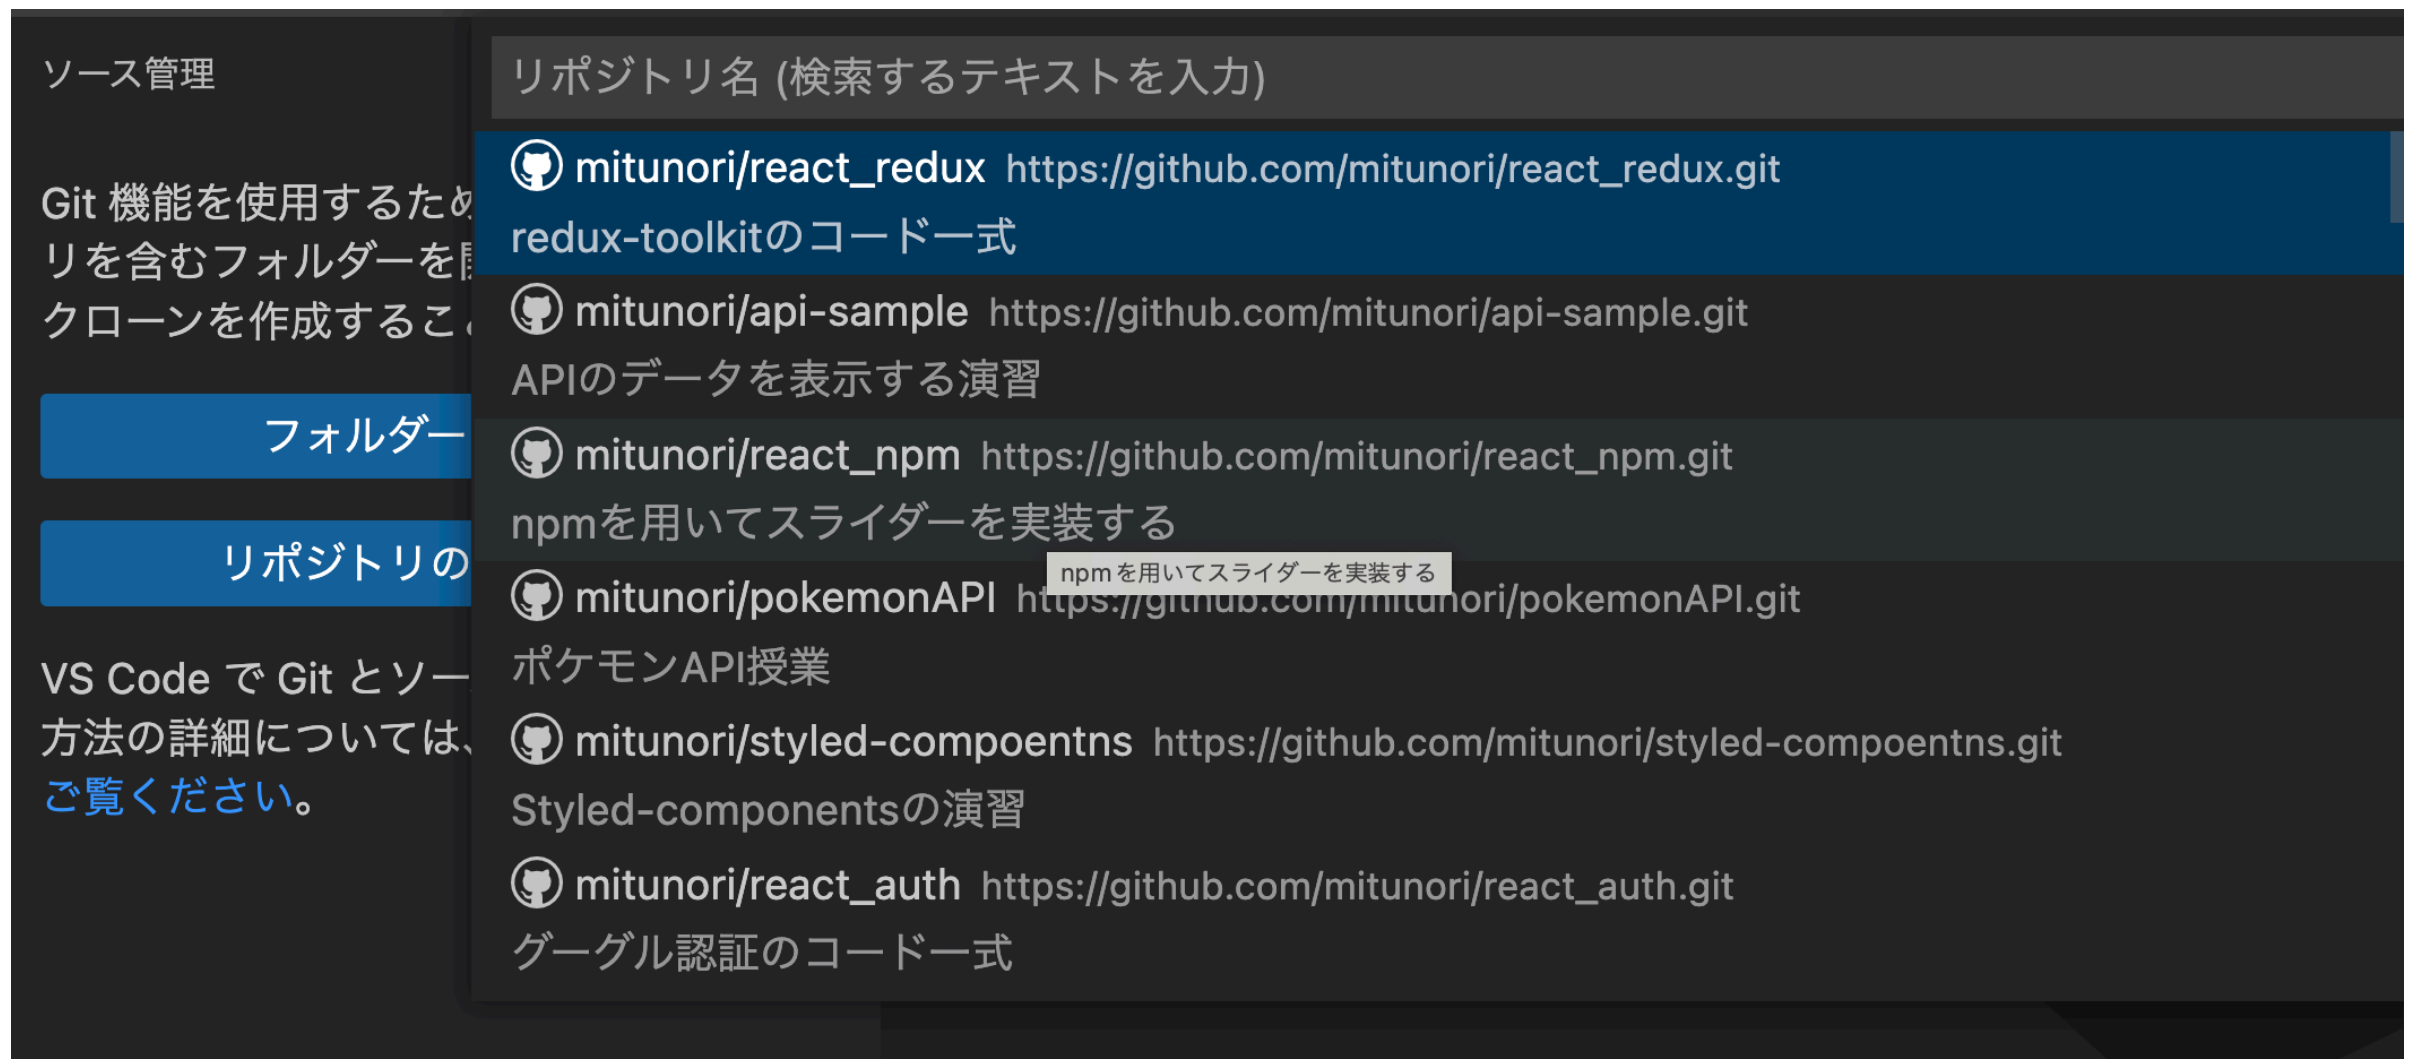 ソース管理
リポジトリ名 (検索するテキストを入力)
Git 機能を使用するため
リを含むフォルダーを
クローンを作成するこ
フォルダー
リポジトリの
VS Code で Git とソー
方法の詳細については、
ご覧ください。
mitunori/react_redux https://github.com/mitunori/react_redux.git
redux-toolkitのコード一式
mitunori/api-sample https://github.com/mitunori/api-sample.git
APIのデータを表示する演習
mitunori/react_npm https://github.com/mitunori/react_npm.git
npmを用いてスライダーを実装する
npmを用いてスライダーを実装する
mitunori/pokemonAPI https://github.com/mitunori/pokemonAPI.git
ポケモンAPI授業
mitunori/styled-compoentns https://github.com/mitunori/styled-compoentns.git
Styled-componentsの演習
mitunori/react_auth https://github.com/mitunori/react_auth.git
グーグル認証のコード一式